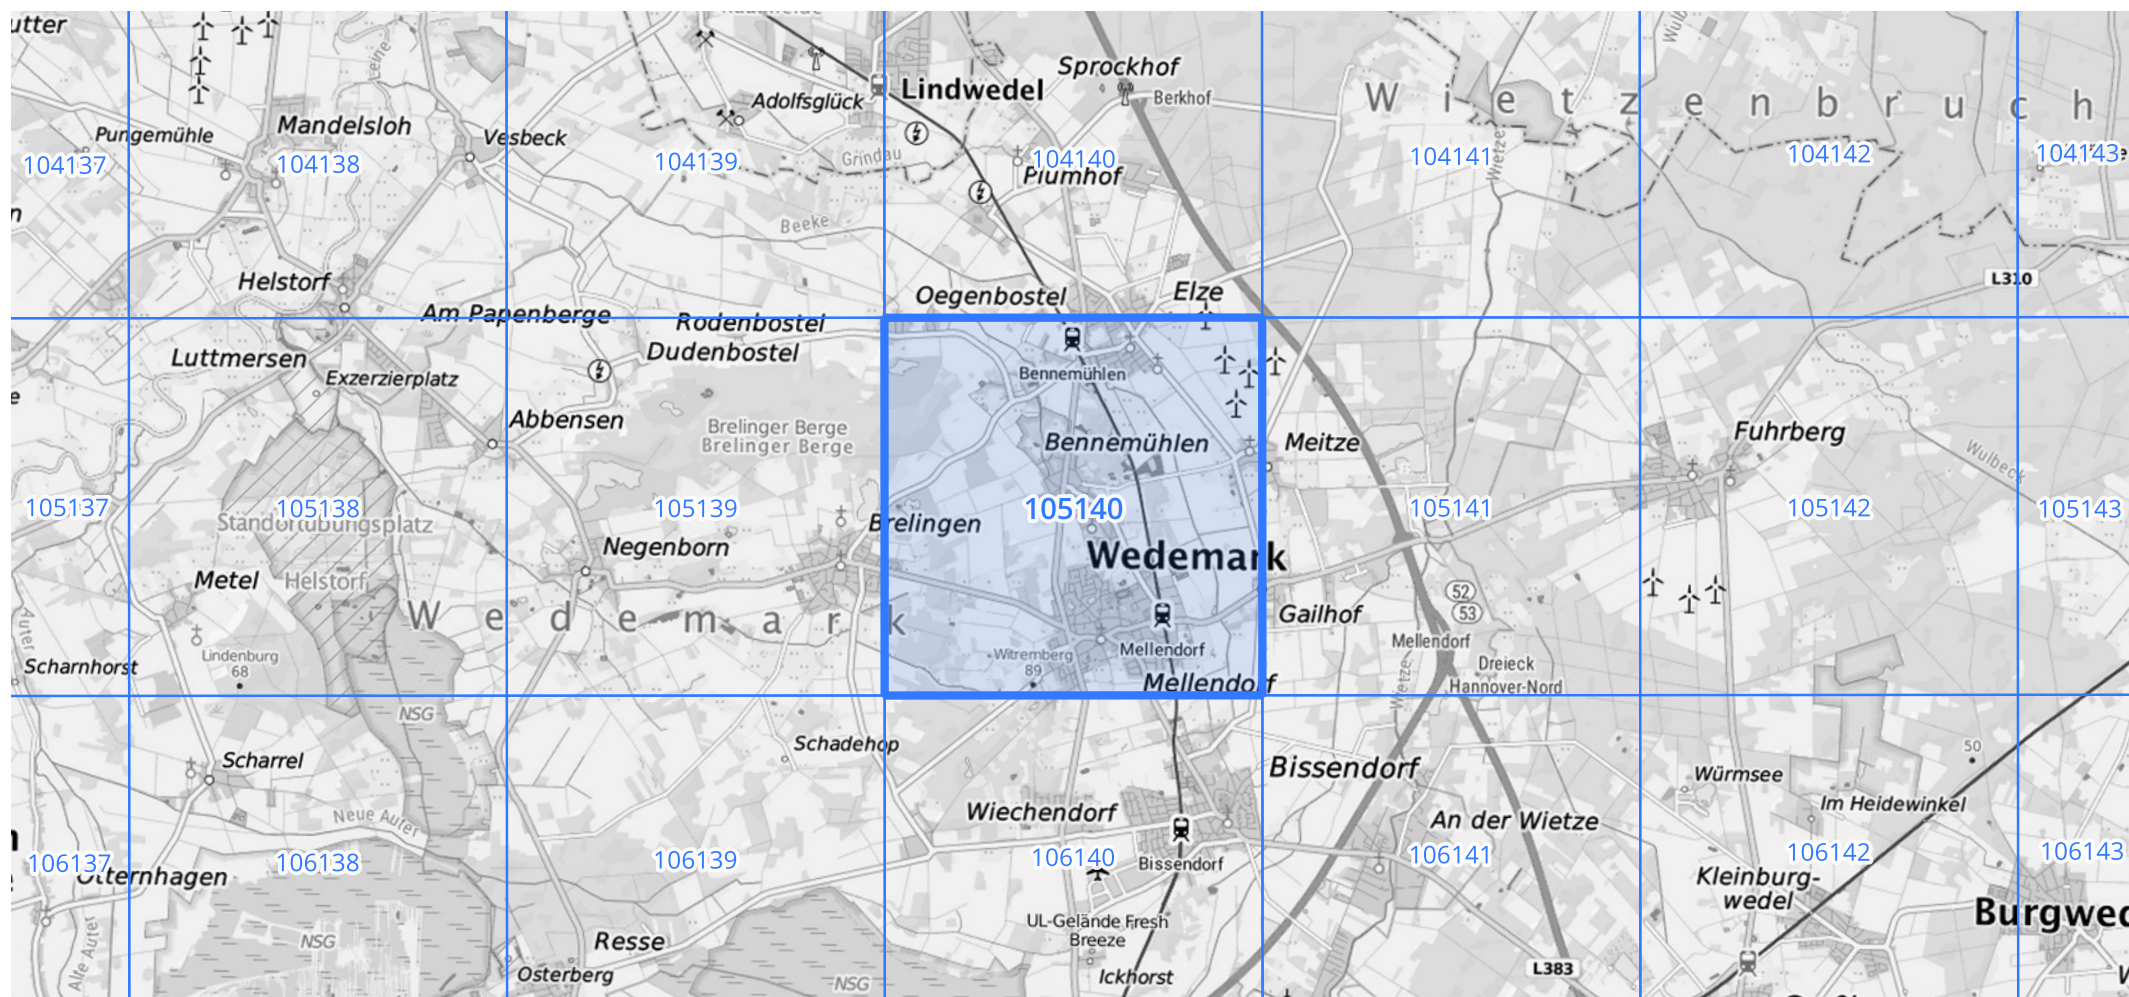 Lindwedel
Sprockhof
Berkhof
Adolfsglück
Leine
W i e t z e n b r u c h
Pungemühle
Mandelsloh
Vesbeck
Grindau
Wietze
104137
104138
104139
104140
104141
104142
104143
Plumhof
Beeke
Helstorf
Oegenbostel
Elze
L310
Am Papenberge
Rodenbostel
Dudenbostel
Luttmersen
Exzerzierplatz
Bennemühlen
Abbensen
Brelinger Berge
Brelinger Berge
Bennemühlen
Meitze
Fuhrberg
Wulbeck
105137
105138
105139
105140
105141
105142
105143
Standortübungsplatz
Helstorf
Brelingen
Negenborn
Wedemark
Metel
W e d e m a r k
Gailhof
52
53
Auter
Scharnhorst
Lindenburg
68
Witremberg
89
Mellendorf
Mellendorf
Dreieck
Hannover-Nord
Mellendorf
Wietze
NSG
Scharrel
Schadehop
Bissendorf
50
Würmsee
Im Heidewinkel
Neue Auter
Wiechendorf
An der Wietze
106137
106138
106139
106140
106141
106142
106143
Otternhagen
Bissendorf
Kleinburg-
wedel
UL-Gelände Fresh
Breeze
Burgwed
Alte Auter
NSG
Resse
Osterberg
NSG
Ickhorst
L383